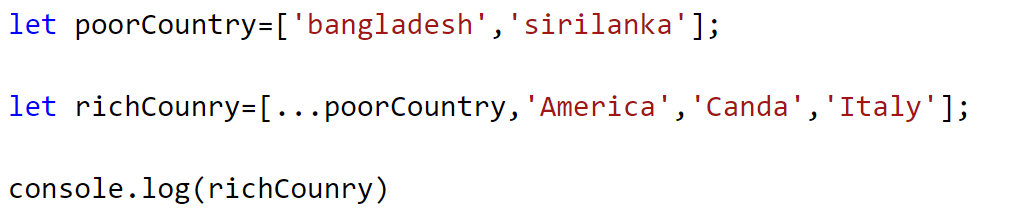 let poorCountry=['bangladesh','sirilanka'];
let richCounry=[...poorCountry,'America','Canda','Italy'];
console.log(richCounry)